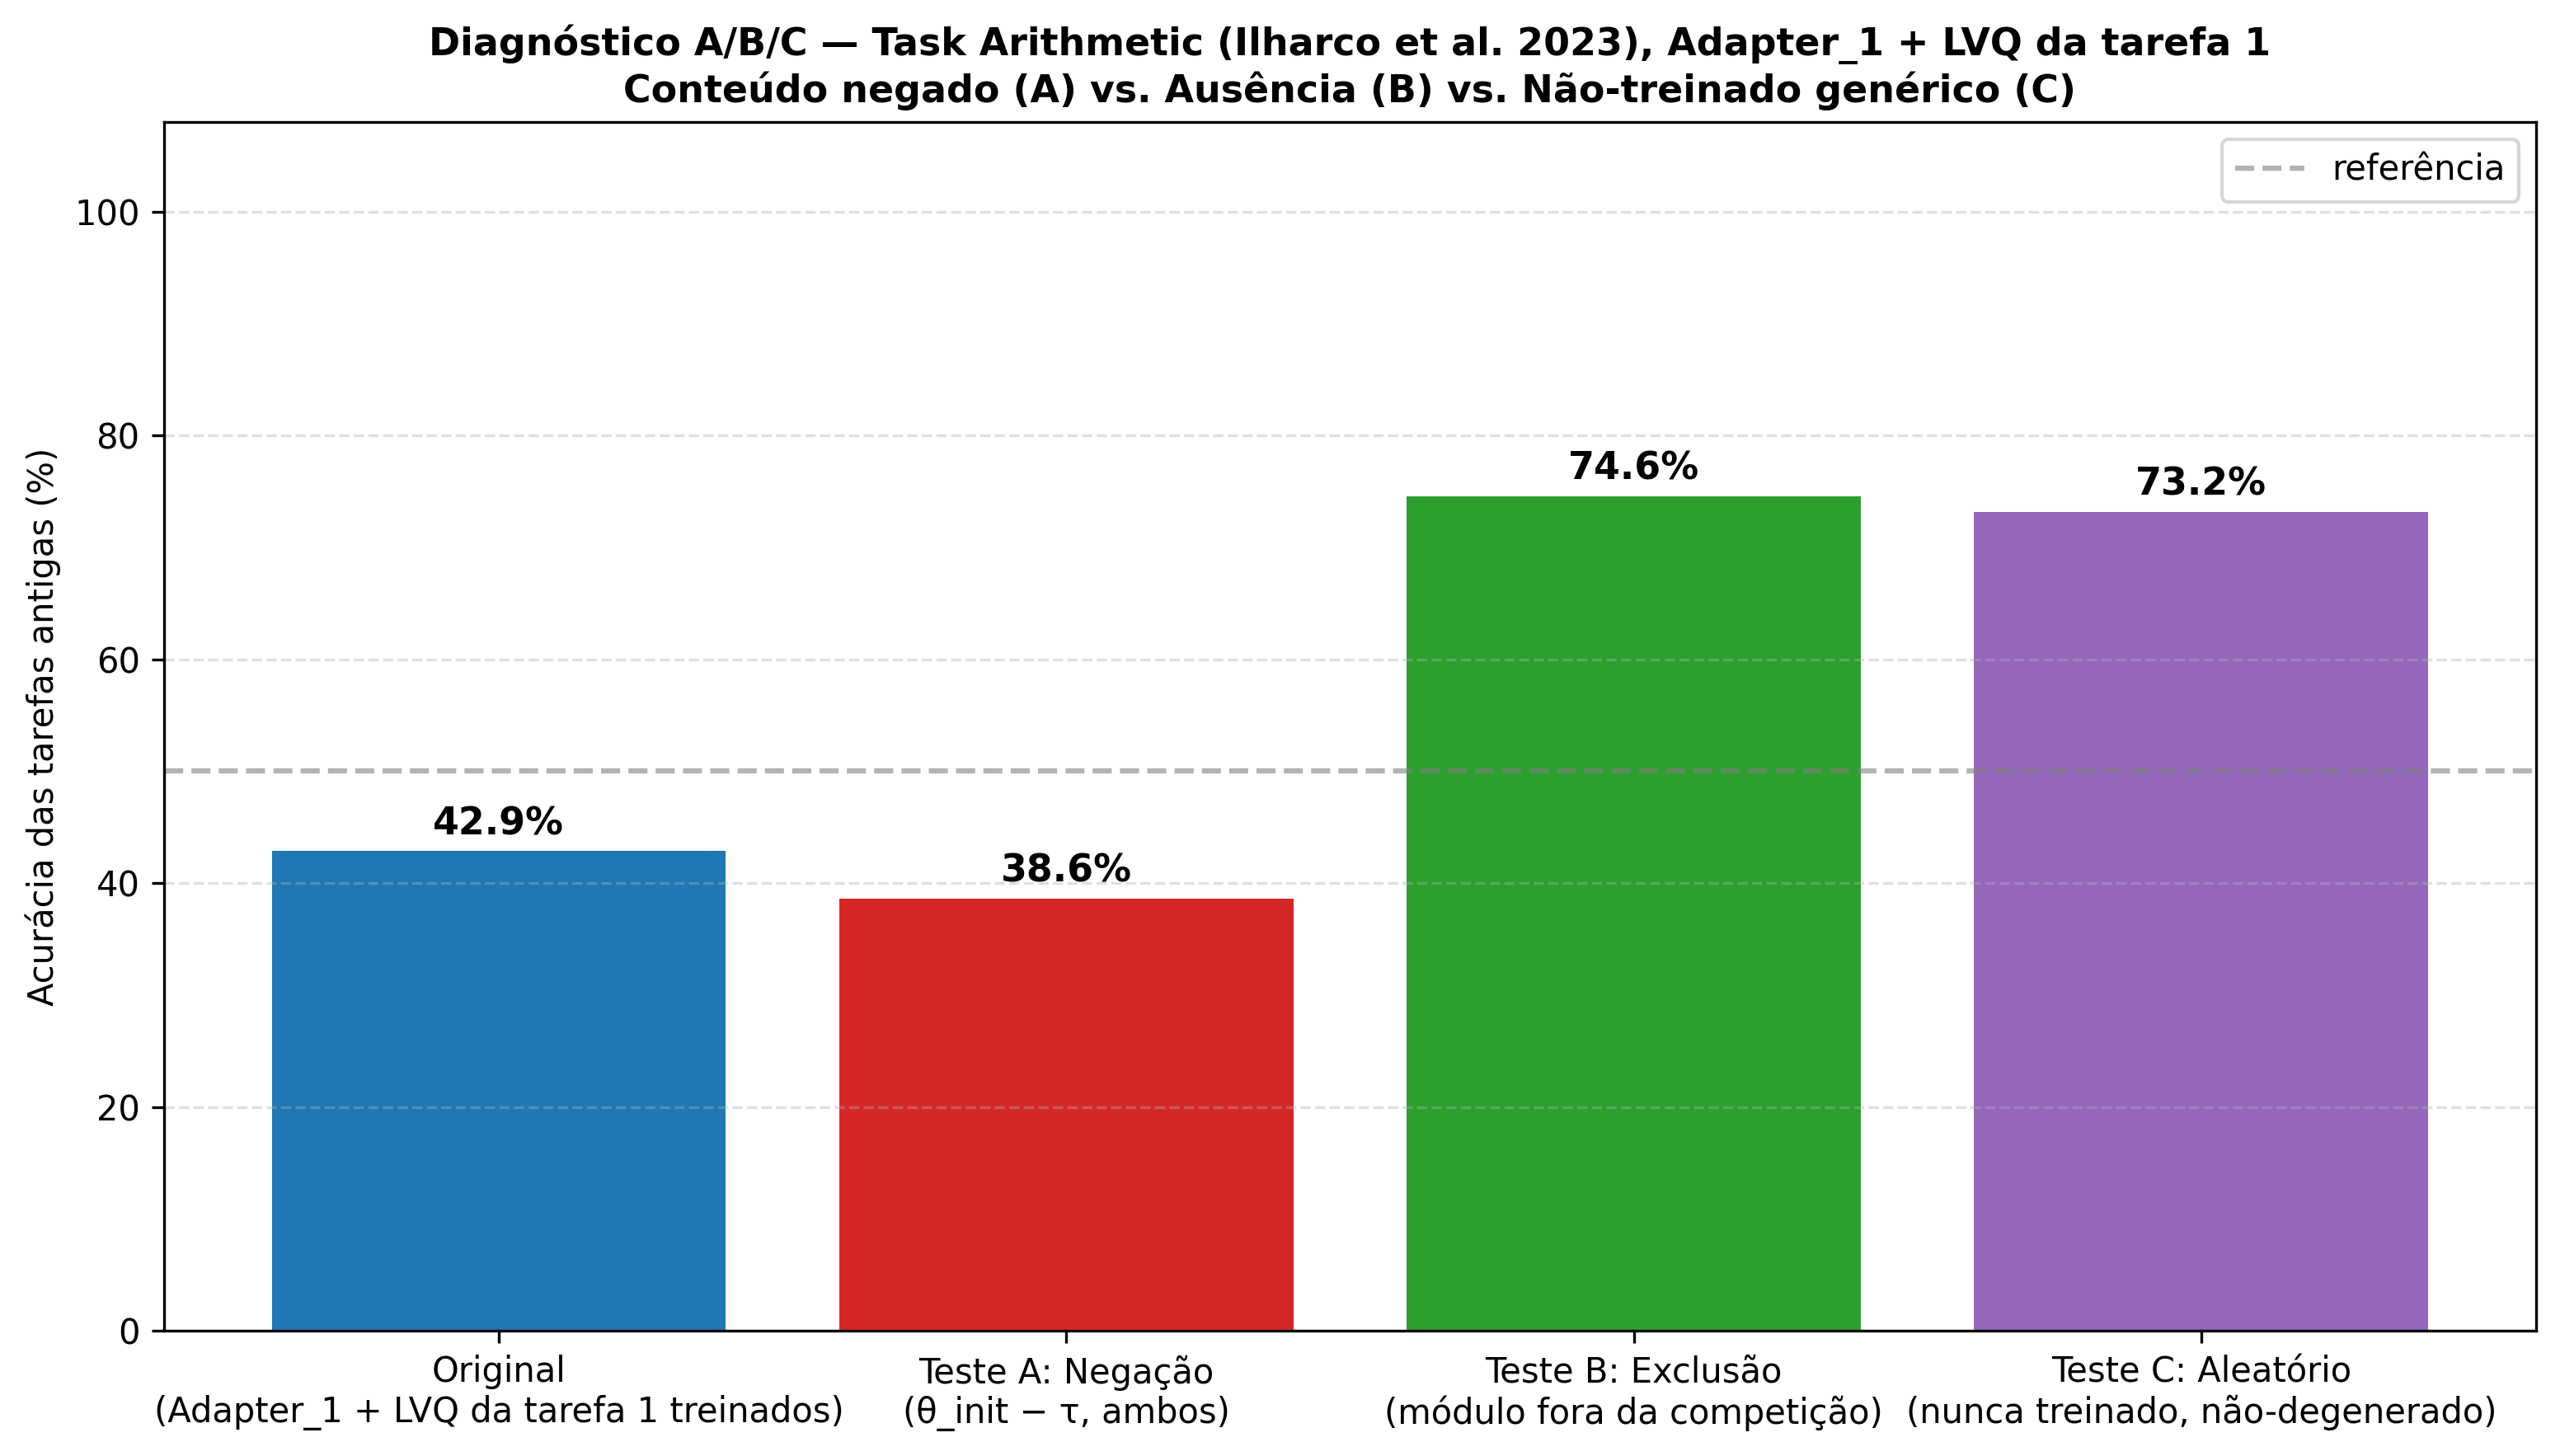 Diagnóstico A/B/C — Task Arithmetic (Ilharco et al. 2023), Adapter_1 + LVQ da tarefa 1
Conteúdo negado (A) vs. Ausência (B) vs. Não-treinado genérico (C)
referência
Acurácia das tarefas antigas (%)
100
80
60
40
20
0
42.9%
38.6%
74.6%
73.2%
Original
(Adapter_1 + LVQ da tarefa 1 treinados)
Teste A: Negação
(θ_init − τ, ambos)
Teste B: Exclusão
(módulo fora da competição)
Teste C: Aleatório
(nunca treinado, não-degenerado)